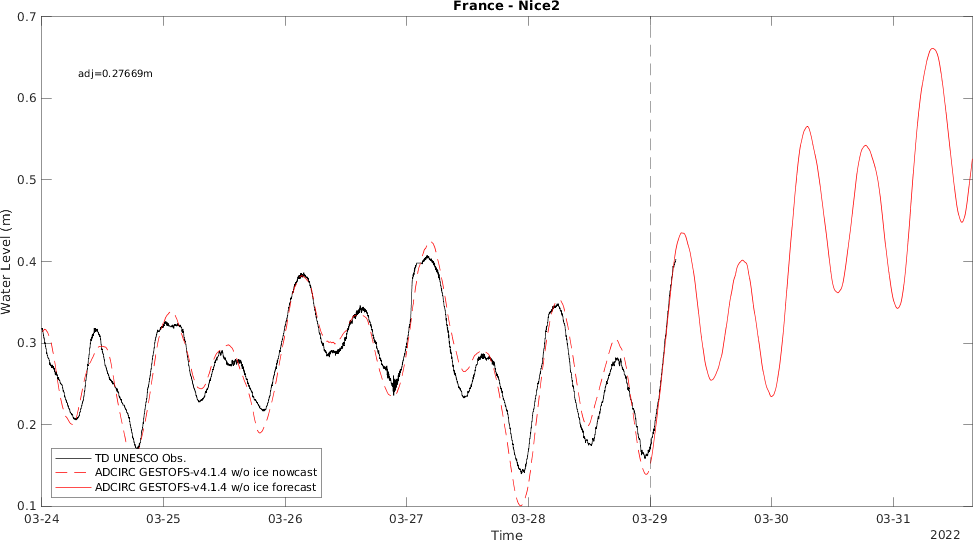 France - Nice2
adj=0.27669m
Water Level (m)
0.7
0.6
0.5
0.4
0.3
0.2
0.1
TD UNESCO Obs.
ADCIRC GESTOFS-v4.1.4 w/o ice nowcast
ADCIRC GESTOFS-v4.1.4 w/o ice forecast
03-24 03-25 03-26 03-27 03-28 03-29 03-30 03-31
Time
2022